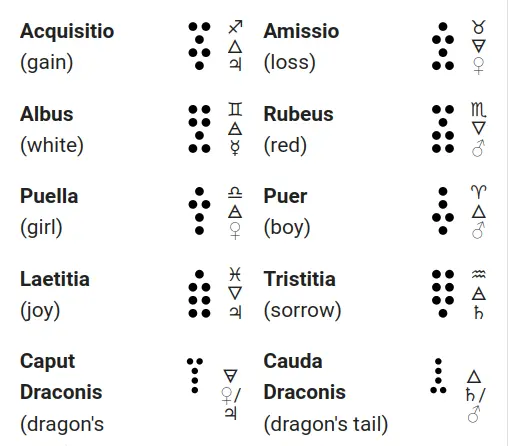 Acquisitio
(gain)
♐︎
🜂
♃
Amissio
(loss)
♉︎
🜃
♀
Albus
(white)
♊︎
🜁
☿
Rubeus
(red)
♏︎
🜄
♂
Puella
(girl)
♎︎
🜁
♀
Puer
(boy)
♈︎
🜂
♂
Laetitia
(joy)
♓︎
🜄
♃
Tristitia
(sorrow)
♒︎
🜁
♄
Caput
Draconis
(dragon's
🜃
♀/
♃
Cauda
Draconis
(dragon's tail)
🜂
♄/
♂